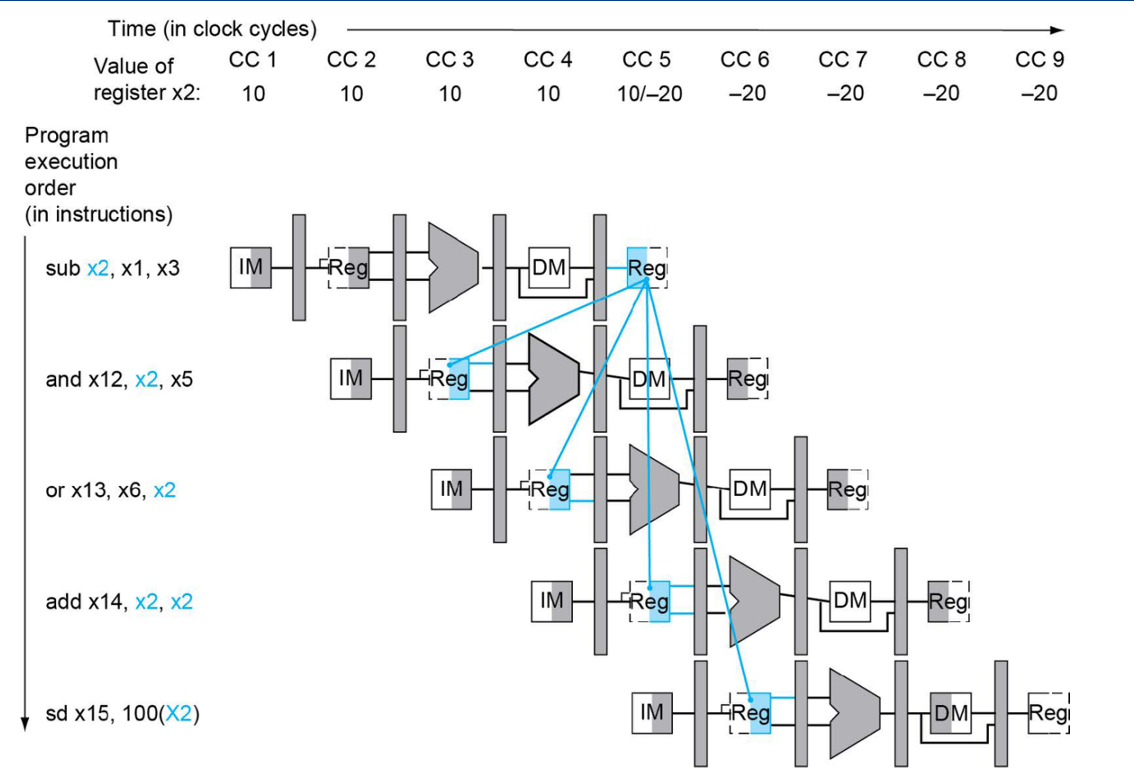 Time (in clock cycles)
CC 1 CC 2 CC 3 CC 4 CC 5 CC 6 CC 7 CC 8 CC 9
Value of
register x2: 10 10 10 10 10/–20 –20 –20 –20 –20
Program
execution
order
(in instructions)
sub x2, x1, x3 IM Reg DM Reg
and x12, x2, x5 IM Reg DM Reg
or x13, x6, x2 IM Reg DM Reg
add x14, x2, x2 IM Reg DM Reg
sd x15, 100(X2) IM Reg DM Reg